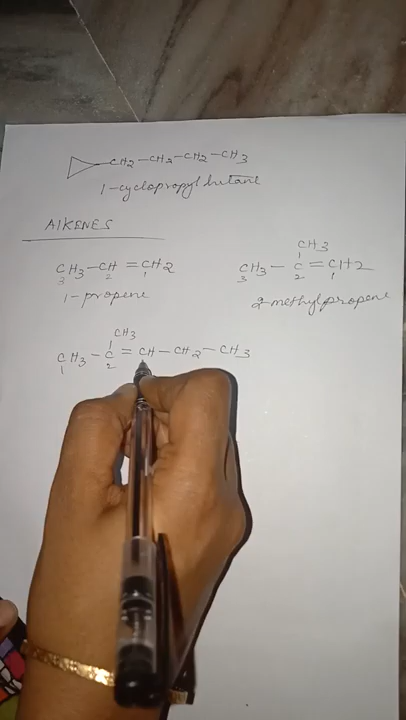 CH2-CH2-CH2-CH3
1-cyclopropyl butane
AlKENES
CH3-CH=CH2
3 2 1
1-propene
CH3
CH3-C=CH2
3 2 1
2-methylpropene
CH3
CH3-C=CH-CH2-CH3
1 2